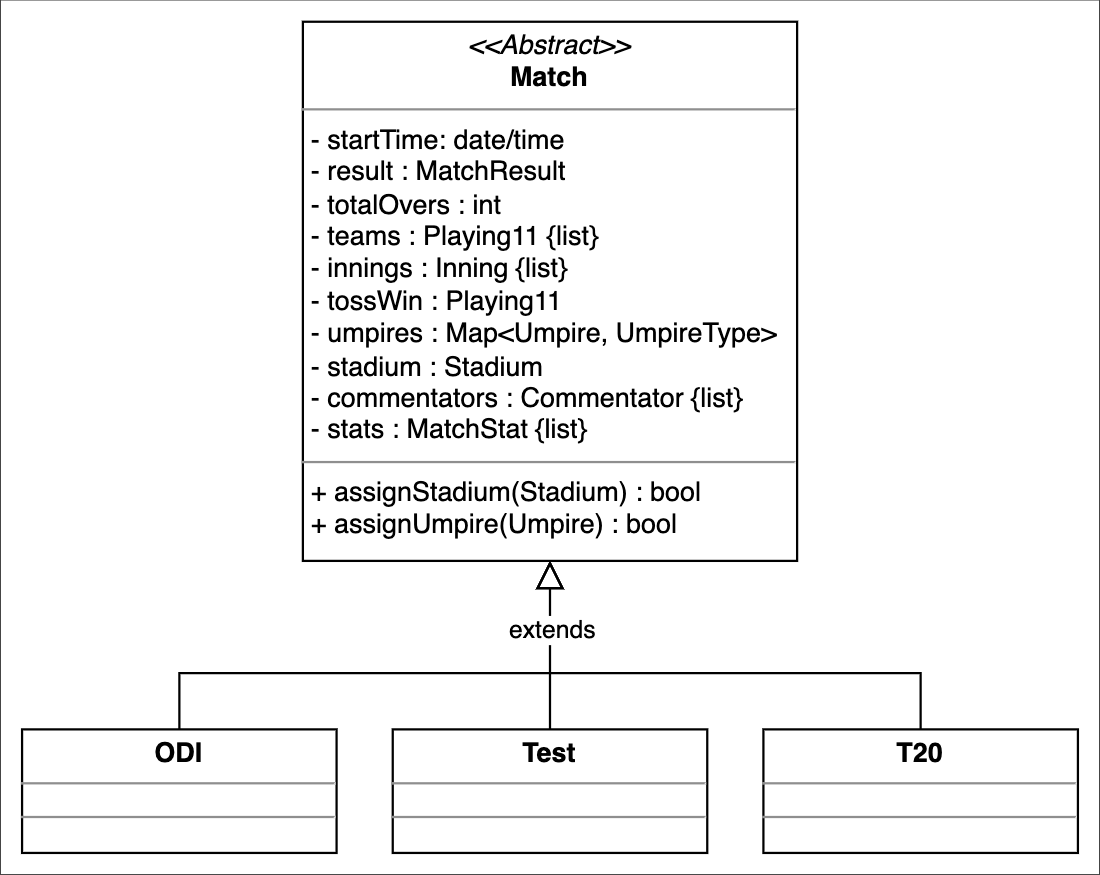 <<Abstract>>
Match
- startTime: date/time
- result : MatchResult
- totalOvers : int
- teams : Playing11 {list}
- innings : Inning {list}
- tossWin : Playing11
- umpires : Map<Umpire, UmpireType>
- stadium : Stadium
- commentators : Commentator {list}
- stats : MatchStat {list}
+ assignStadium(Stadium) : bool
+ assignUmpire(Umpire) : bool
extends
ODI
Test
T20